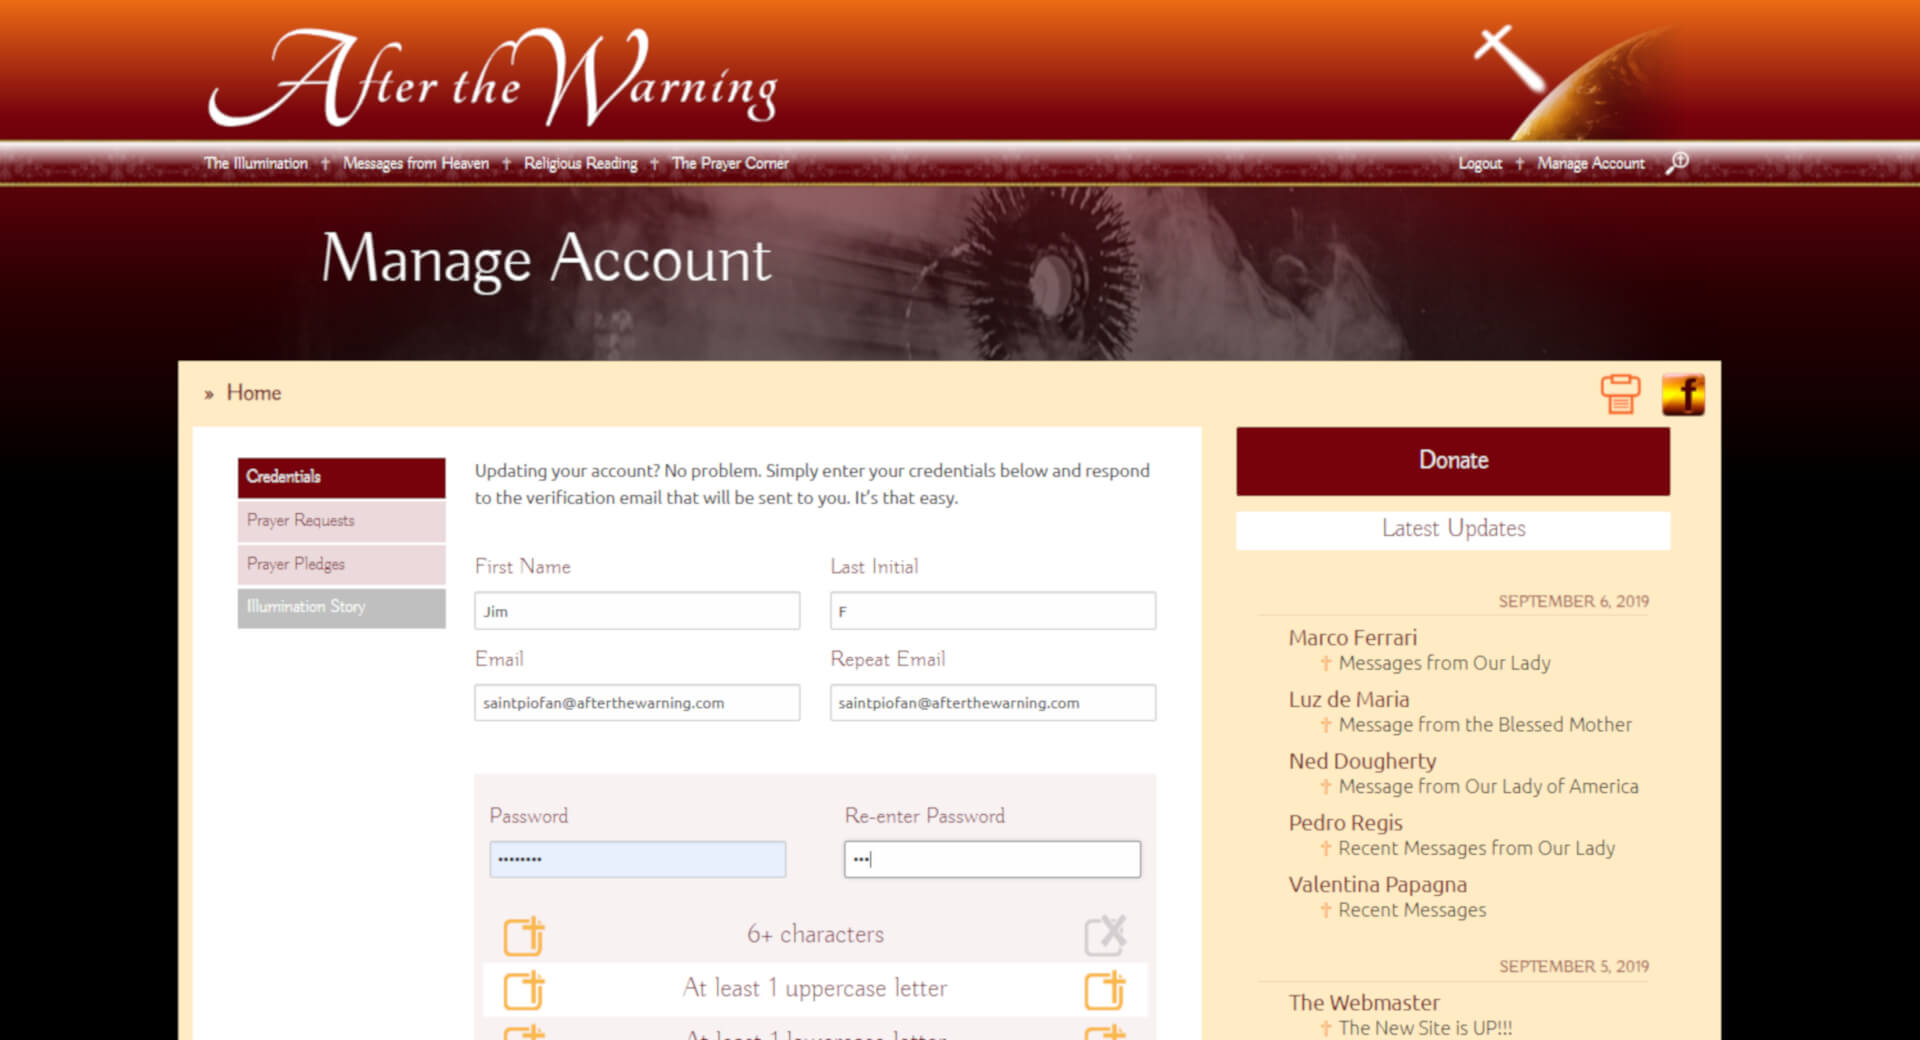 After the Warning
The Illumination † Messages from Heaven † Religious Reading † The Prayer Corner
Logout † Manage Account
Manage Account
» Home
f
Credentials
Prayer Requests
Prayer Pledges
Illumination Story
Updating your account? No problem. Simply enter your credentials below and respond
to the verification email that will be sent to you. It's that easy.
First Name
Last Initial
Jim
F
Email
Repeat Email
saintpiofan@afterthewarning.com
saintpiofan@afterthewarning.com
Password
Re-enter Password
••••••••
•••
6+ characters
At least 1 uppercase letter
At least 1 lowercase letter
Donate
Latest Updates
SEPTEMBER 6, 2019
Marco Ferrari
† Messages from Our Lady
Luz de Maria
† Message from the Blessed Mother
Ned Dougherty
† Message from Our Lady of America
Pedro Regis
† Recent Messages from Our Lady
Valentina Papagna
† Recent Messages
SEPTEMBER 5, 2019
The Webmaster
† The New Site is UP!!!